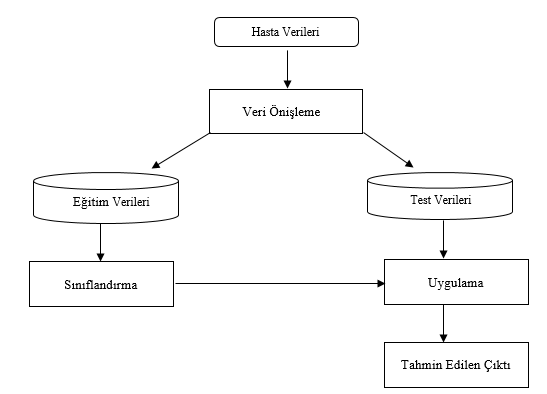 Hasta Verileri
Veri Önişleme
Eğitim Verileri
Test Verileri
Sınıflandırma
Uygulama
Tahmin Edilen Çıktı